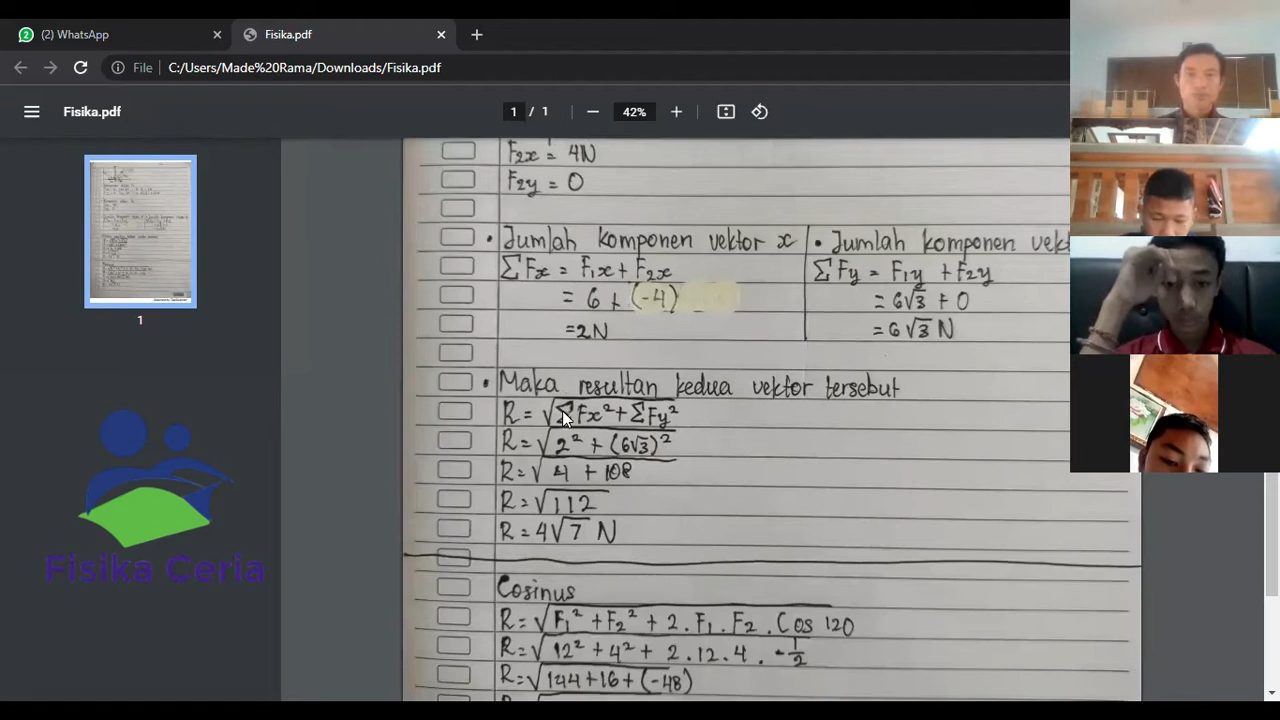 (2) WhatsApp
Fisika.pdf
File C:/Users/Made%20Rama/Downloads/Fisika.pdf
Fisika.pdf
1 / 1
42%
1
Fisika Ceria
F2x = 4N
F2y = 0
• Jumlah komponen vektor x
ΣFx = F1x + F2x
= 6 + (-4)
= 2N
• Jumlah komponen vekt
ΣFy = F1y + F2y
= 6√3 + 0
= 6√3 N
• Maka resultan kedua vektor tersebut
R = √ΣFx² + ΣFy²
R = √2² + (6√3)²
R = √4 + 108
R = √112
R = 4√7 N
Cosinus
R = √F1² + F2² + 2 . F1 . F2 . Cos 120
R = √12² + 4² + 2 . 12 . 4 . -1/2
R = √144 + 16 + (-48)